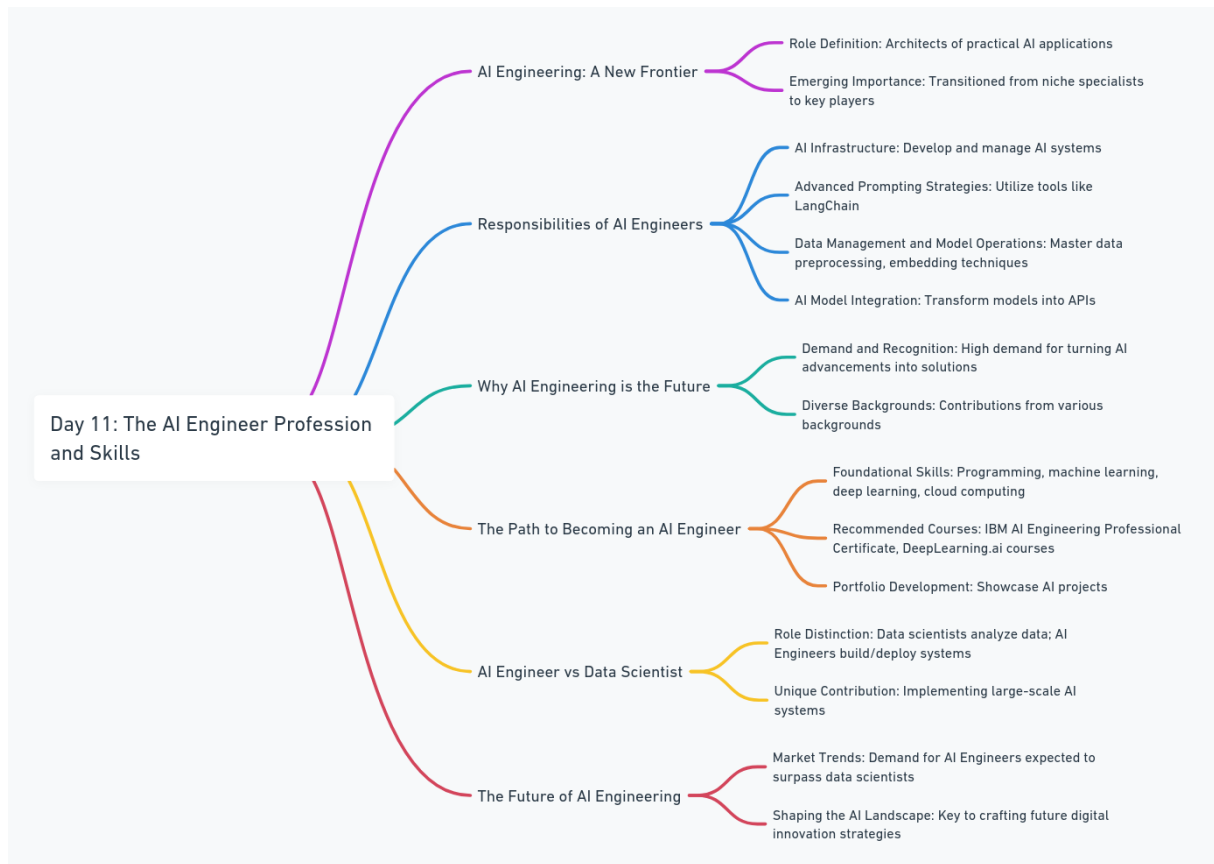 AI Engineering: A New Frontier
Role Definition: Architects of practical AI applications
Emerging Importance: Transitioned from niche specialists
to key players
Responsibilities of AI Engineers
AI Infrastructure: Develop and manage AI systems
Advanced Prompting Strategies: Utilize tools like
LangChain
Data Management and Model Operations: Master data
preprocessing, embedding techniques
AI Model Integration: Transform models into APIs
Why AI Engineering is the Future
Demand and Recognition: High demand for turning AI
advancements into solutions
Diverse Backgrounds: Contributions from various
backgrounds
Day 11: The AI Engineer Profession
and Skills
The Path to Becoming an AI Engineer
Foundational Skills: Programming, machine learning,
deep learning, cloud computing
Recommended Courses: IBM AI Engineering Professional
Certificate, DeepLearning.ai courses
Portfolio Development: Showcase AI projects
AI Engineer vs Data Scientist
Role Distinction: Data scientists analyze data; AI
Engineers build/deploy systems
Unique Contribution: Implementing large-scale AI
systems
The Future of AI Engineering
Market Trends: Demand for AI Engineers expected to
surpass data scientists
Shaping the AI Landscape: Key to crafting future digital
innovation strategies